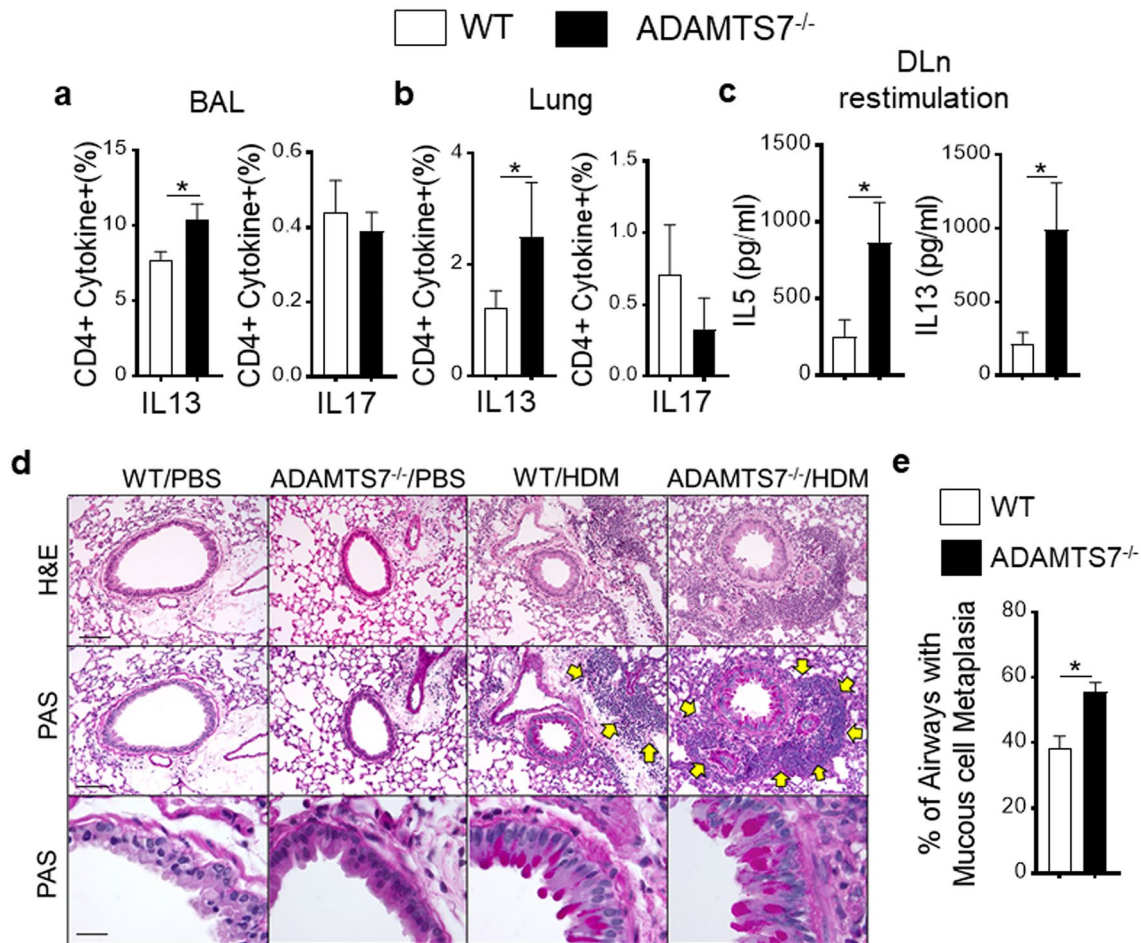 WT ADAMTS7-/-
a BAL b Lung c DLn
restimulation
CD4+ Cytokine+(%)
15
10
5
0
*
IL13
CD4+ Cytokine+(%)
0.6
0.4
0.2
0.0
IL17
CD4+ Cytokine+(%)
4
2
0
*
IL13
CD4+ Cytokine+(%)
1.5
1.0
0.5
0.0
IL17
IL5 (pg/ml)
1500
1000
500
0
*
IL13 (pg/ml)
1500
1000
500
0
*
d
WT/PBS ADAMTS7-/-/PBS WT/HDM ADAMTS7-/-/HDM
H&E
PAS
PAS
e
WT
ADAMTS7-/-
% of Airways with
Mucous cell Metaplasia
80
60
40
20
0
*